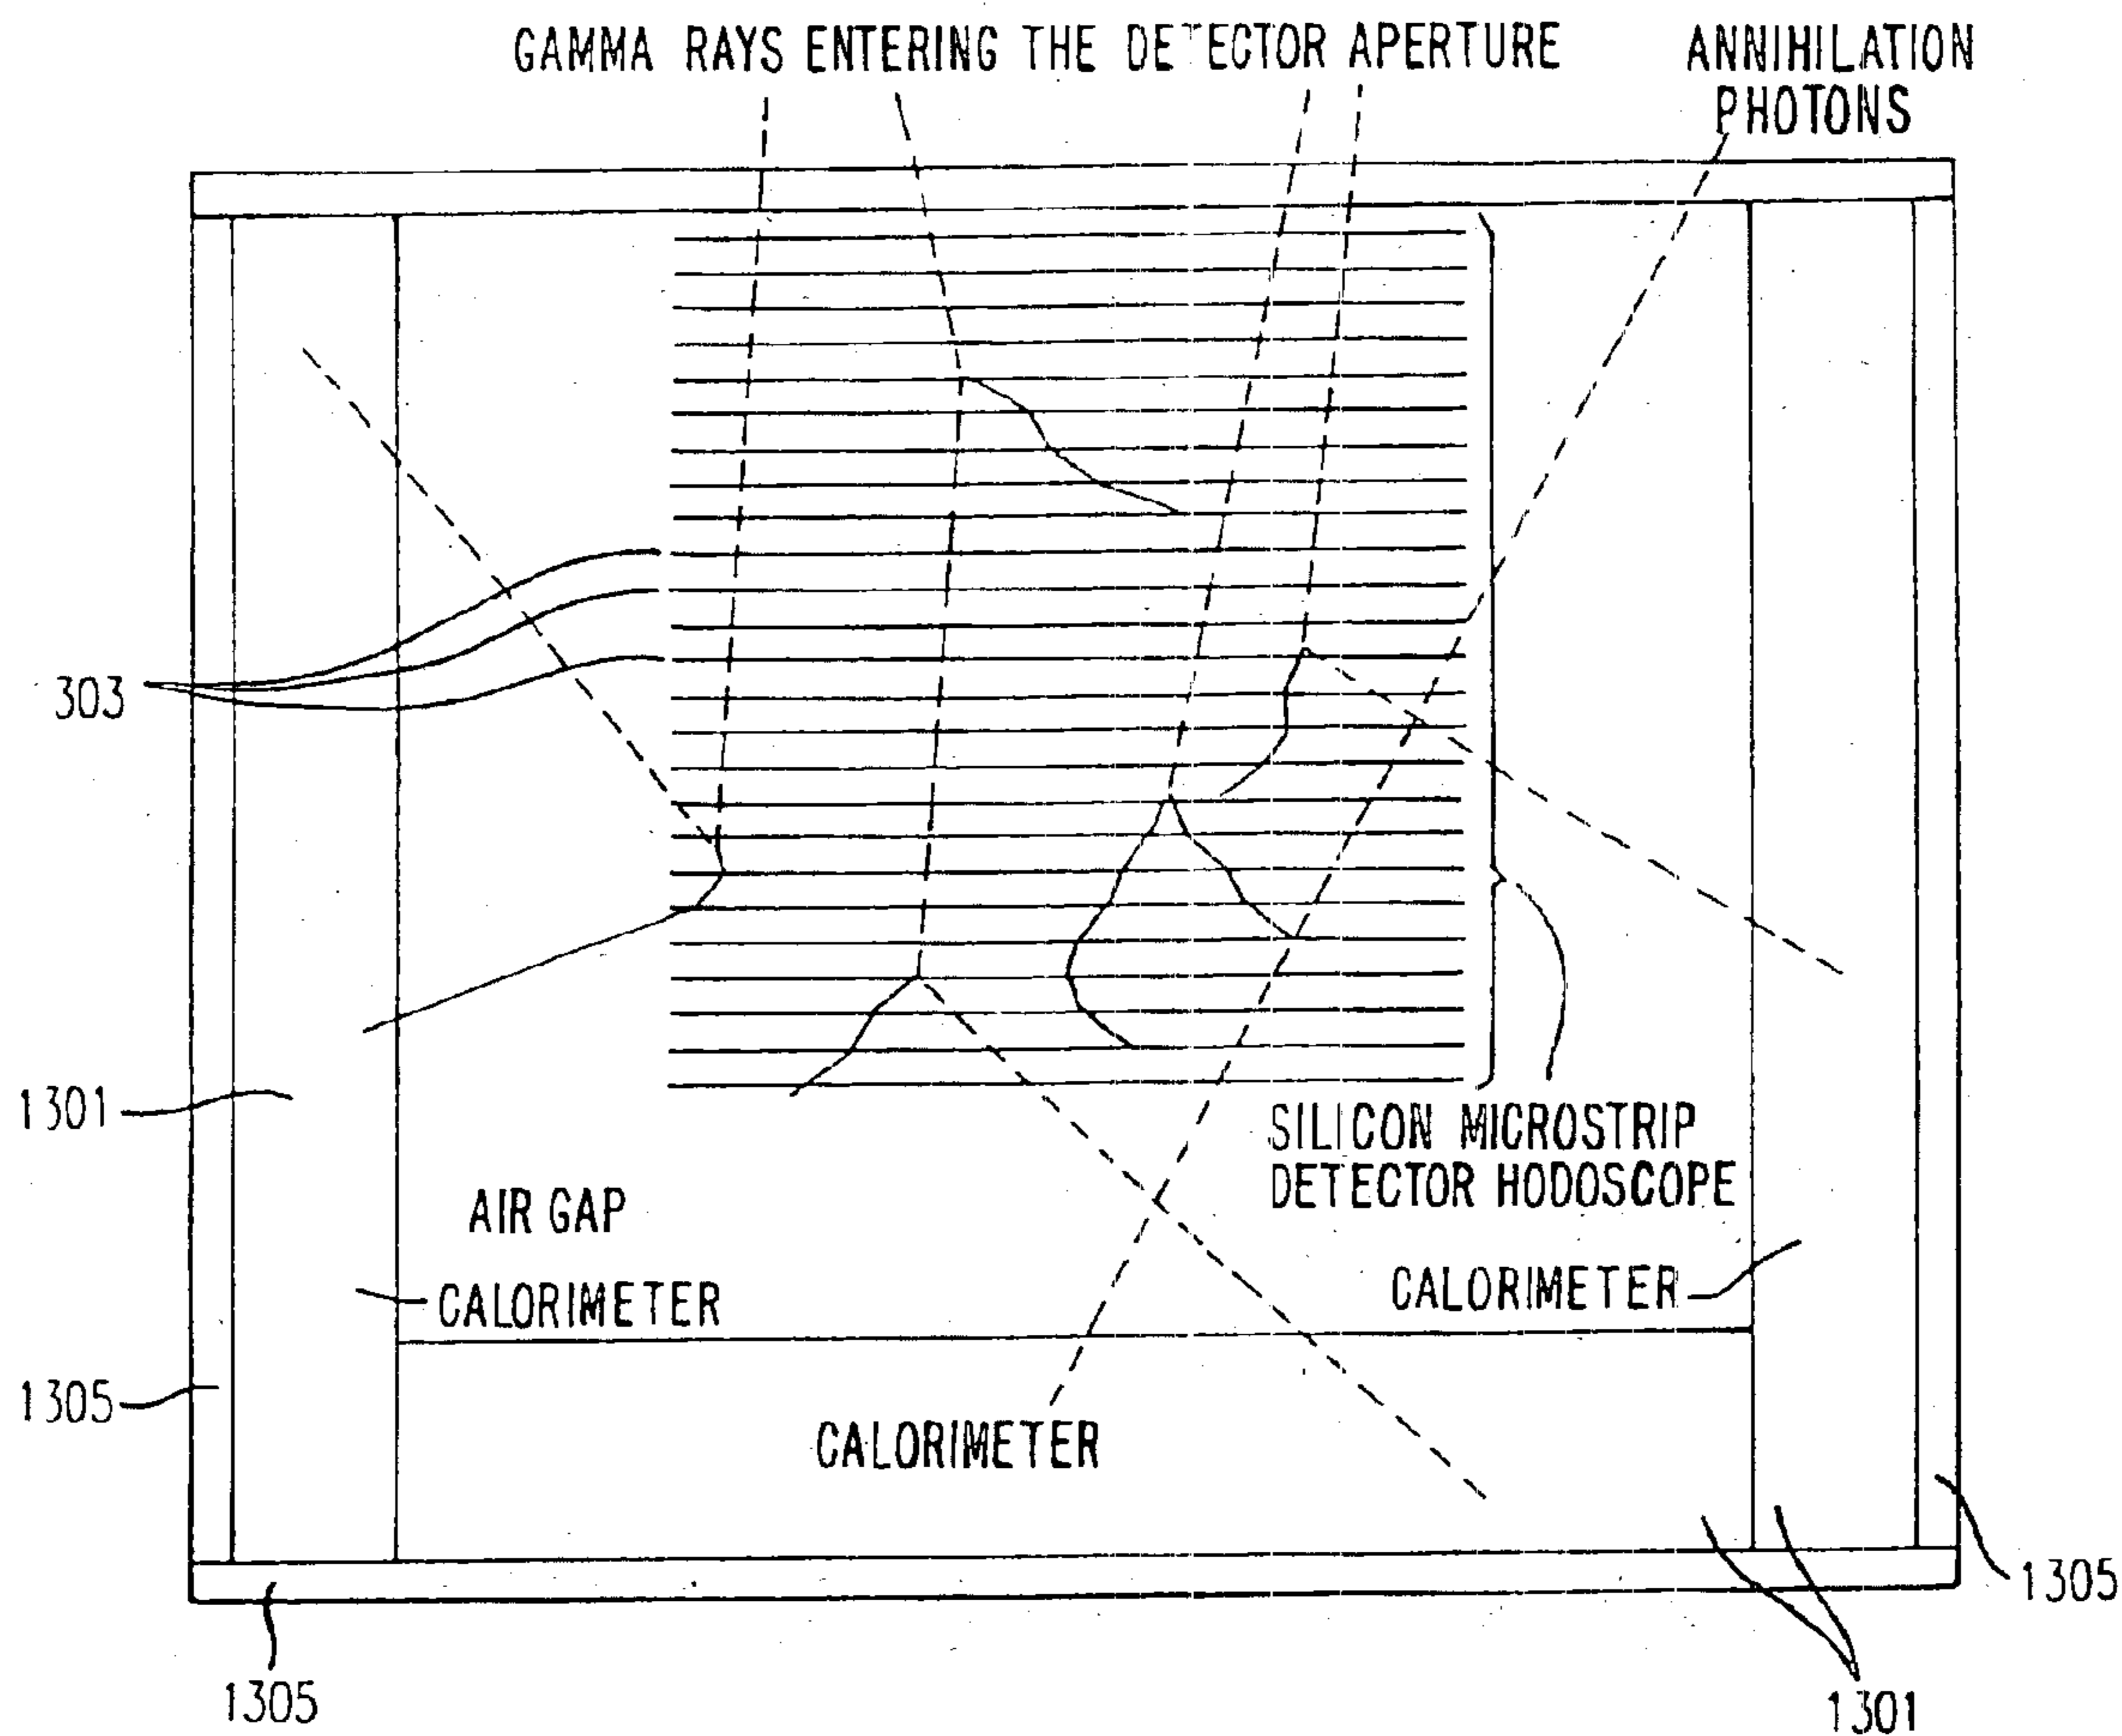 GAMMA RAYS ENTERING THE DETECTOR APERTURE
ANNIHILATION
PHOTONS
303
1301
SILICON MICROSTRIP
DETECTOR HODOSCOPE
AIR GAP
CALORIMETER
CALORIMETER
1305
CALORIMETER
1305
1305
1301